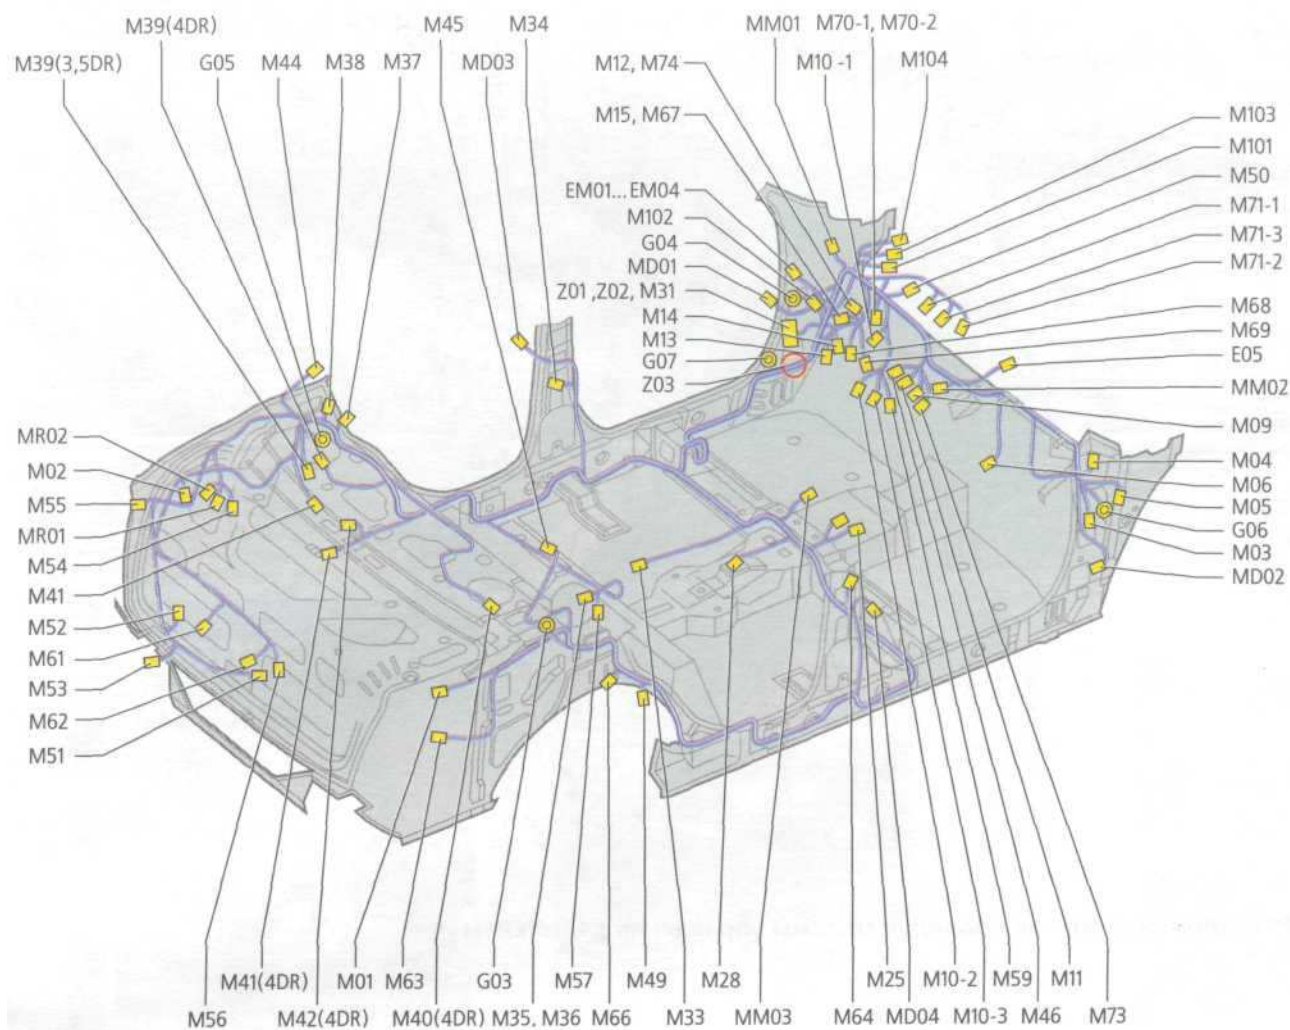 M39(4DR) M45 M34 MM01 M70-1, M70-2
M39(3,5DR) G05 M44 M38 M37 MD03 M12, M74 M10 -1 M104
M15, M67
M103
M101
M50
M71-1
M71-3
M71-2
EM01...EM04
M102
G04
MD01
Z01 ,Z02, M31
M14
M13
G07
Z03
M68
M69
E05
MM02
M09
M04
M06
M05
G06
M03
MD02
MR02
M02
M55
MR01
M54
M41
M52
M61
M53
M62
M51
M41(4DR) M01 M63 G03 M57 M49 M28 M25 M10-2 M59 M11
M56 M42(4DR) M40(4DR) M35, M36 M66 M33 MM03 M64 MD04 M10-3 M46 M73